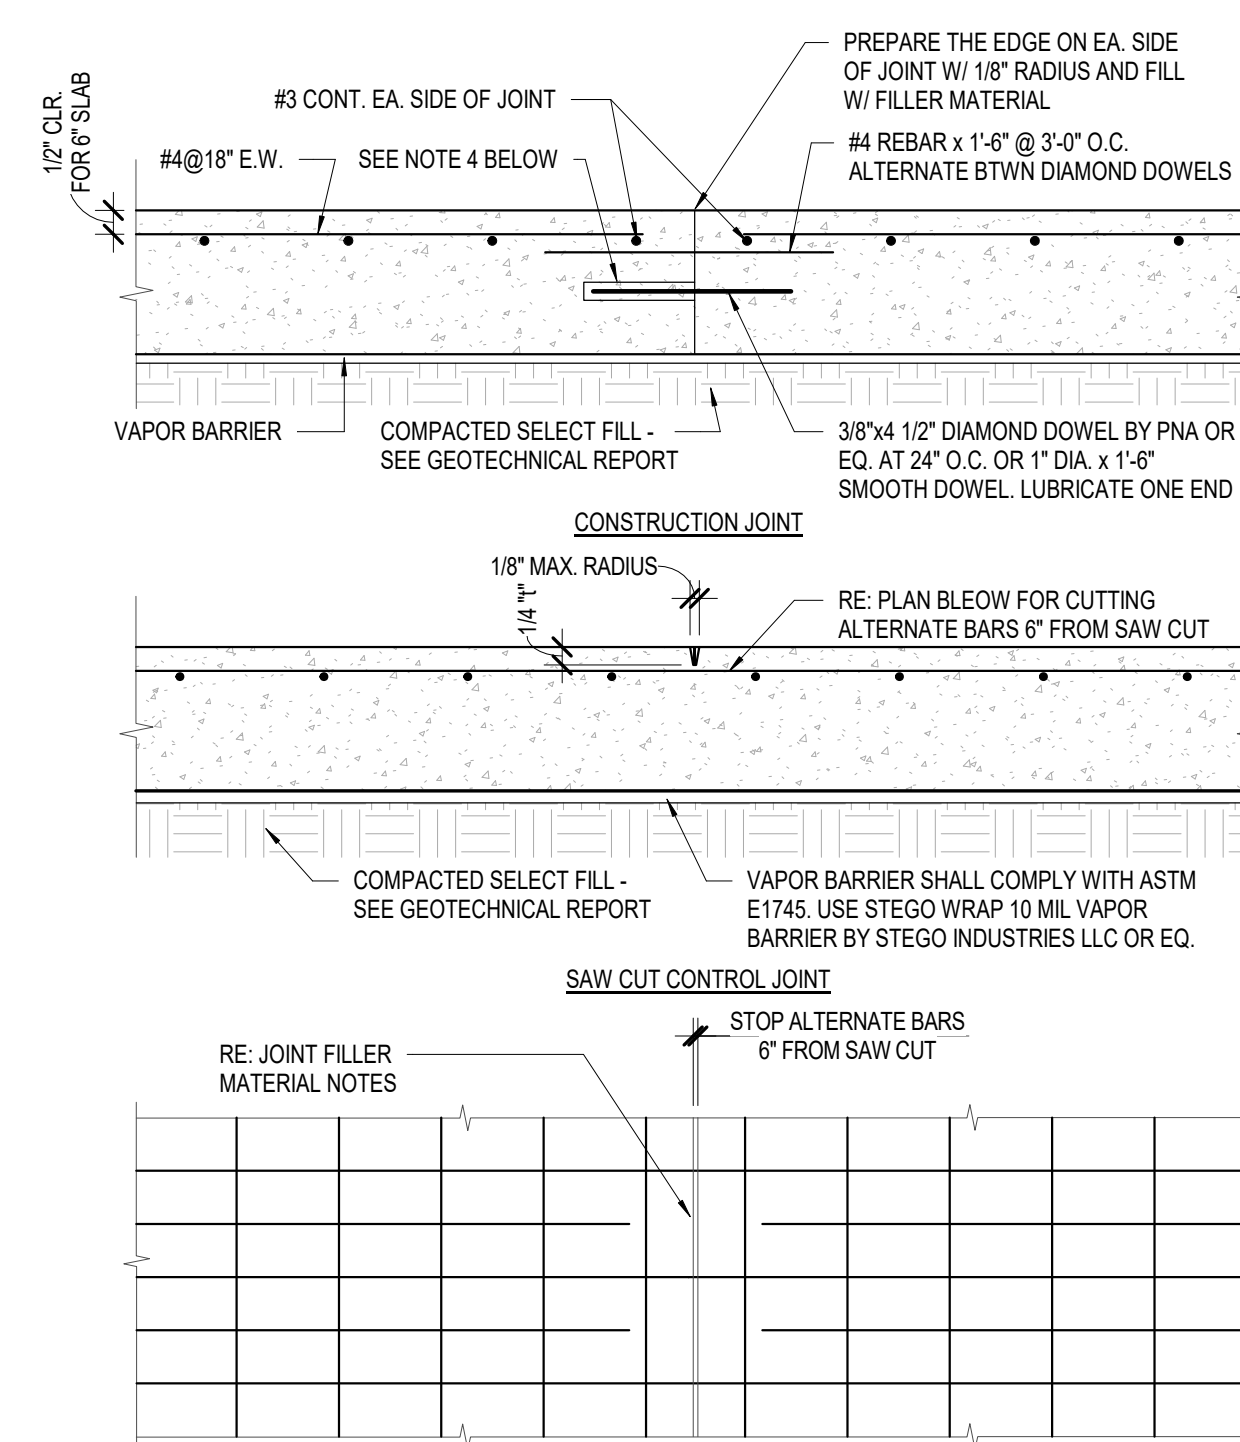 PREPARE THE EDGE ON EA. SIDE
OF JOINT W/ 1/8" RADIUS AND FILL
W/ FILLER MATERIAL
#3 CONT. EA. SIDE OF JOINT
1/2" CLR.
FOR 6" SLAB
#4@18" E.W.
SEE NOTE 4 BELOW
#4 REBAR x 1'-6" @ 3'-0" O.C.
ALTERNATE BTWN DIAMOND DOWELS
VAPOR BARRIER
COMPACTED SELECT FILL -
SEE GEOTECHNICAL REPORT
3/8"x4 1/2" DIAMOND DOWEL BY PNA OR
EQ. AT 24" O.C. OR 1" DIA. x 1'-6"
SMOOTH DOWEL. LUBRICATE ONE END
CONSTRUCTION JOINT
1/8" MAX. RADIUS
1/4 "t"
RE: PLAN BLEOW FOR CUTTING
ALTERNATE BARS 6" FROM SAW CUT
COMPACTED SELECT FILL -
SEE GEOTECHNICAL REPORT
VAPOR BARRIER SHALL COMPLY WITH ASTM
E1745. USE STEGO WRAP 10 MIL VAPOR
BARRIER BY STEGO INDUSTRIES LLC OR EQ.
SAW CUT CONTROL JOINT
STOP ALTERNATE BARS
6" FROM SAW CUT
RE: JOINT FILLER
MATERIAL NOTES